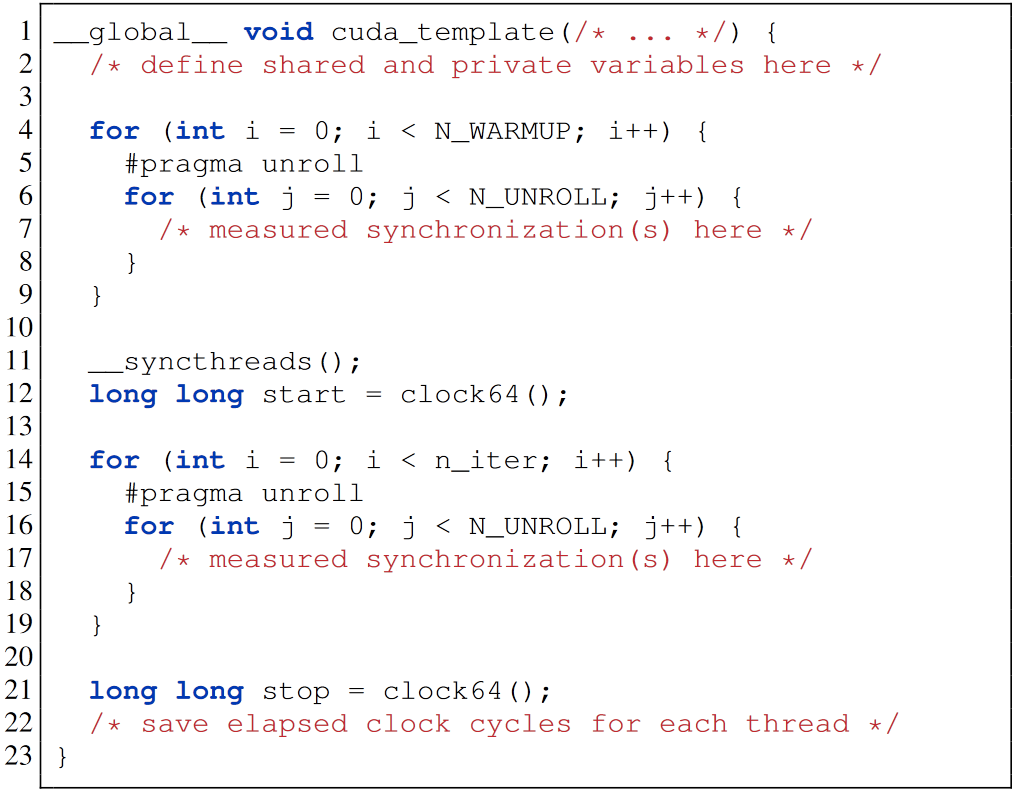 1 __global__ void cuda_template(/* ... */) {
2   /* define shared and private variables here */
3
4   for (int i = 0; i < N_WARMUP; i++) {
5     #pragma unroll
6     for (int j = 0; j < N_UNROLL; j++) {
7       /* measured synchronization(s) here */
8     }
9   }
10
11   __syncthreads();
12   long long start = clock64();
13
14   for (int i = 0; i < n_iter; i++) {
15     #pragma unroll
16     for (int j = 0; j < N_UNROLL; j++) {
17       /* measured synchronization(s) here */
18     }
19   }
20
21   long long stop = clock64();
22   /* save elapsed clock cycles for each thread */
23 }